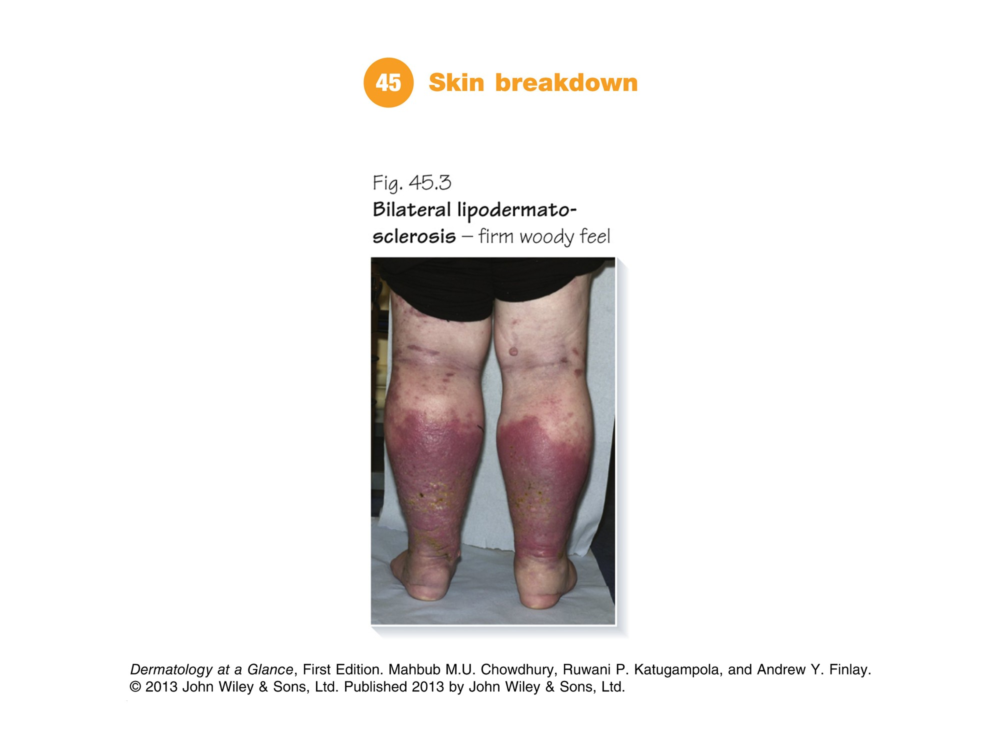 45 Skin breakdown
Fig. 45.3
Bilateral lipodermato-
sclerosis – firm woody feel
Dermatology at a Glance, First Edition. Mahbub M.U. Chowdhury, Ruwani P. Katugampola, and Andrew Y. Finlay.
© 2013 John Wiley & Sons, Ltd. Published 2013 by John Wiley & Sons, Ltd.